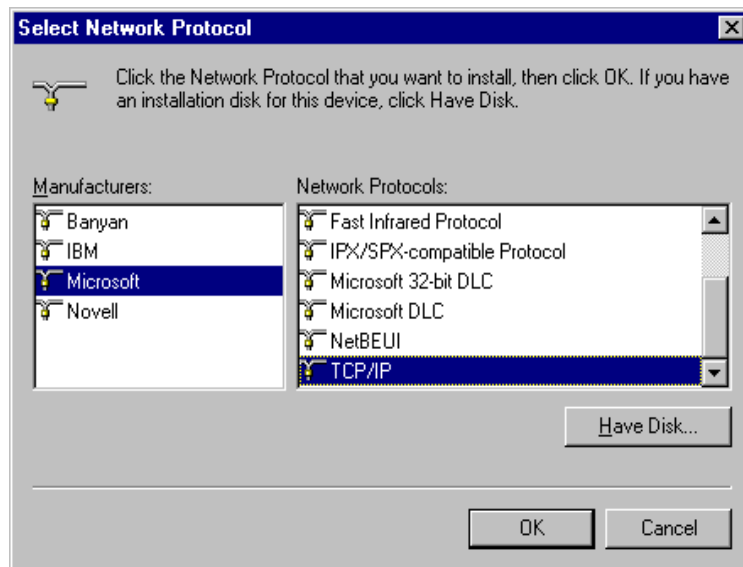 Select Network Protocol
Click the Network Protocol that you want to install, then click OK. If you have
an installation disk for this device, click Have Disk.
Manufacturers:
Banyan
IBM
Microsoft
Novell
Network Protocols:
Fast Infrared Protocol
IPX/SPX-compatible Protocol
Microsoft 32-bit DLC
Microsoft DLC
NetBEUI
TCP/IP
Have Disk...
OK
Cancel